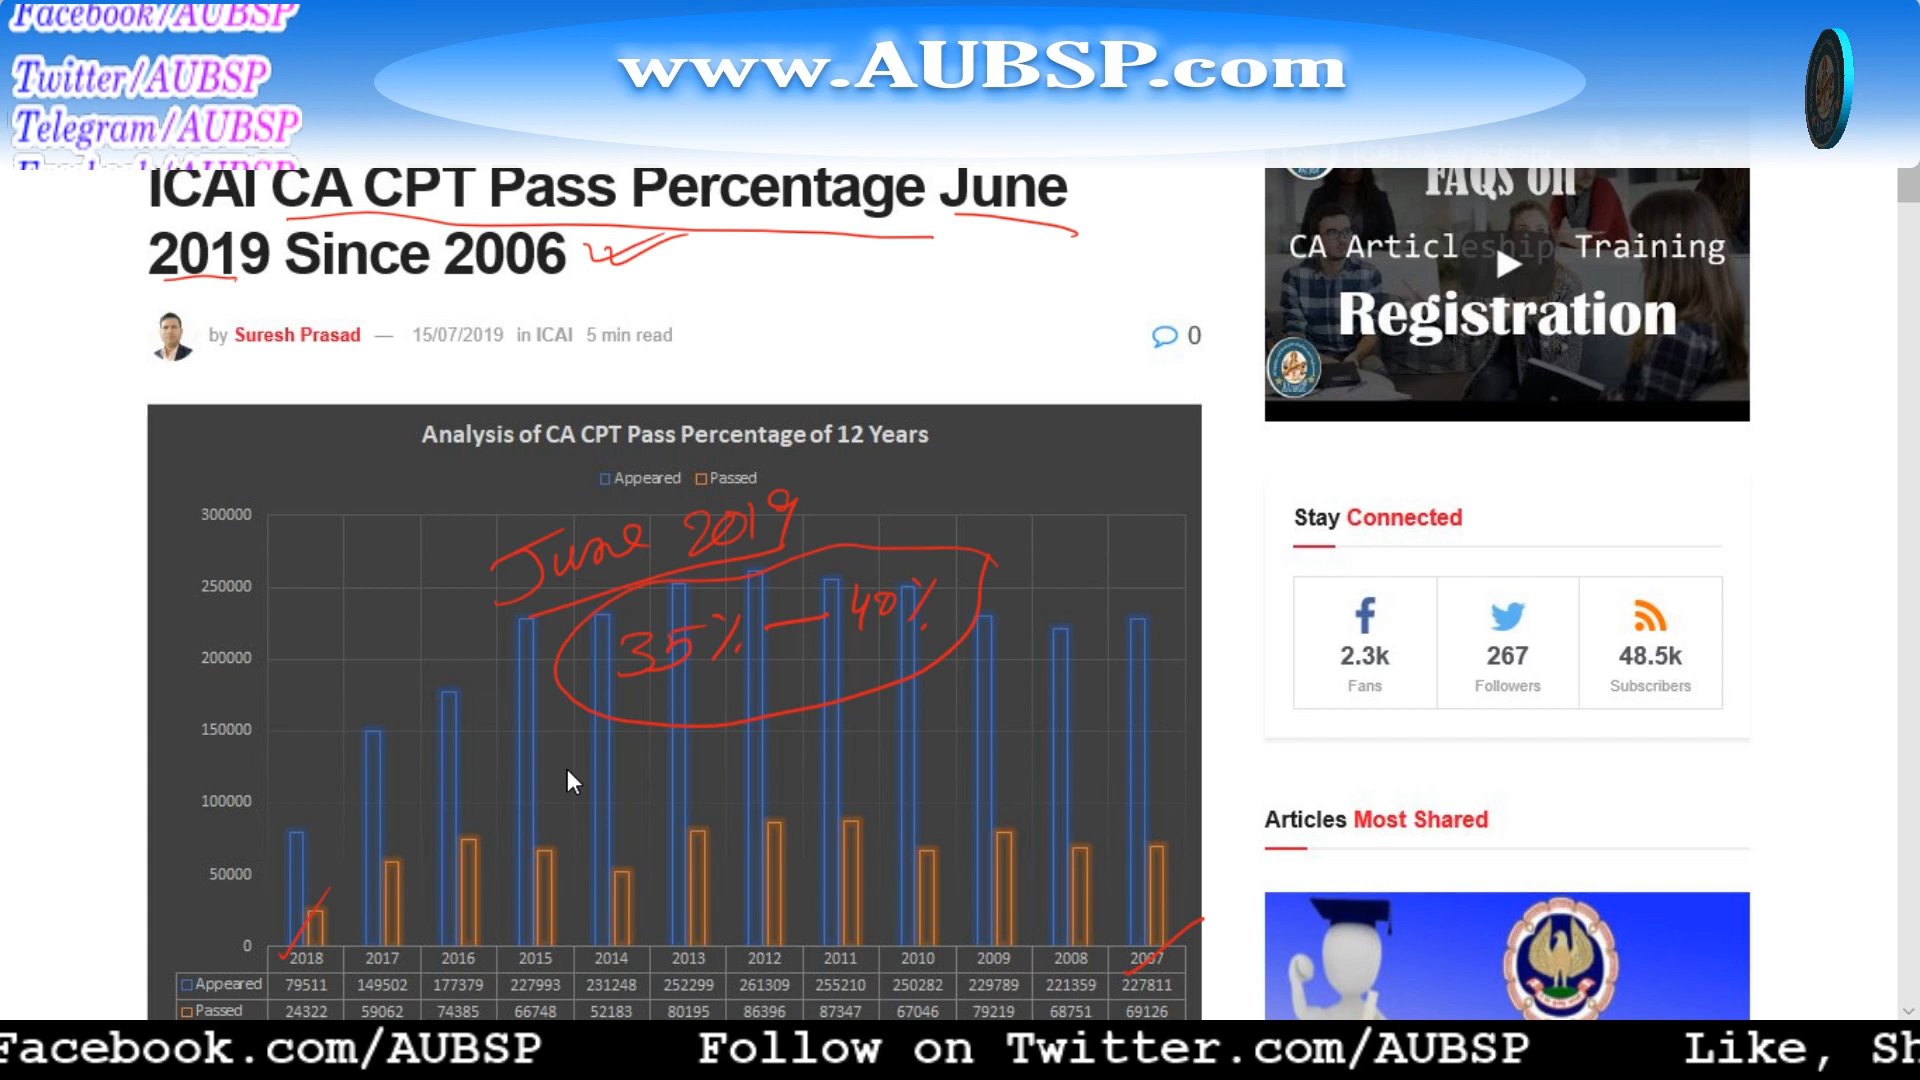 Facebook/AUBSP
Twitter/AUBSP
Telegram/AUBSP
www.AUBSP.com
ICAI CA CPT Pass Percentage June
2019 Since 2006
by Suresh Prasad — 15/07/2019 in ICAI 5 min read
0
Analysis of CA CPT Pass Percentage of 12 Years
Appeared Passed
June 2019
35% — 40%
300000
250000
200000
150000
100000
50000
0
2018 2017 2016 2015 2014 2013 2012 2011 2010 2009 2008 2007
Appeared 79511 149502 177379 227993 231248 252299 261309 255210 250282 229789 221359 227811
Passed 24322 59062 74385 66748 52183 80195 86396 87347 67046 79219 68751 69126
FAQs on
CA Articleship Training
Registration
Stay Connected
2.3k
Fans
267
Followers
48.5k
Subscribers
Articles Most Shared
Facebook.com/AUBSP Follow on Twitter.com/AUBSP Like, Sh